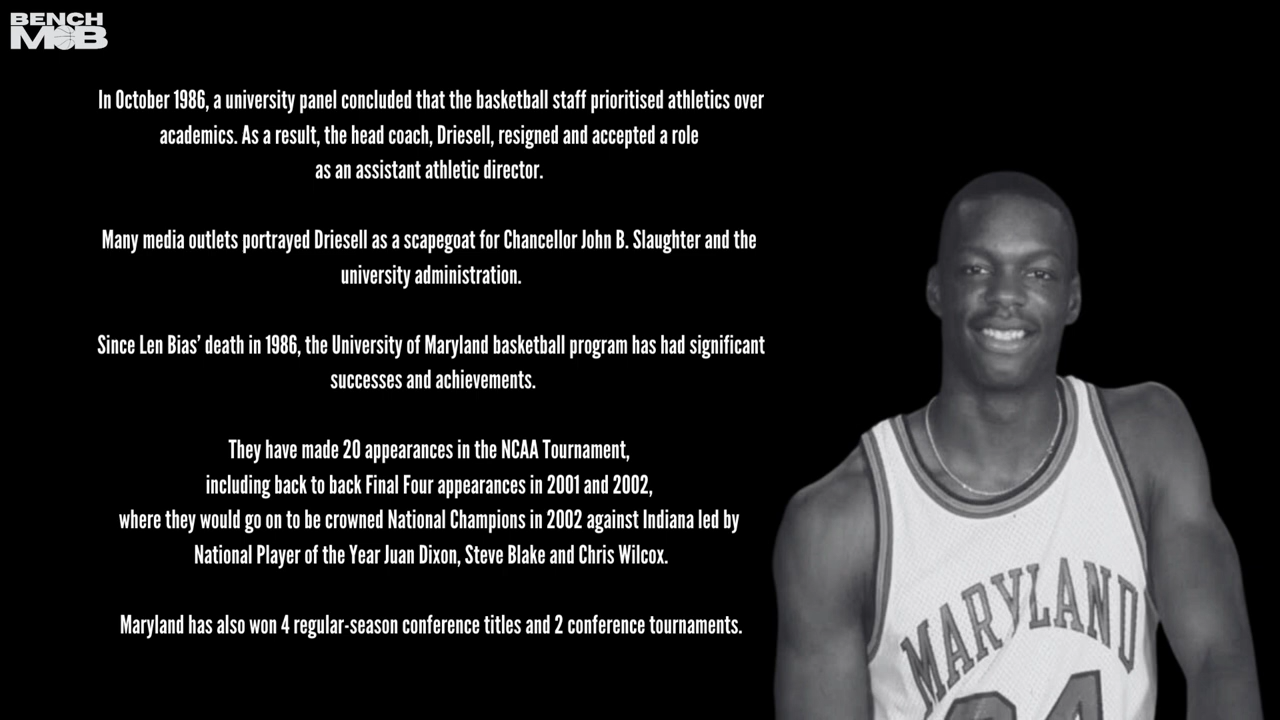 BENCH
MOB
In October 1986, a university panel concluded that the basketball staff prioritised athletics over
academics. As a result, the head coach, Driesell, resigned and accepted a role
as an assistant athletic director.
Many media outlets portrayed Driesell as a scapegoat for Chancellor John B. Slaughter and the
university administration.
Since Len Bias' death in 1986, the University of Maryland basketball program has had significant
successes and achievements.
They have made 20 appearances in the NCAA Tournament,
including back to back Final Four appearances in 2001 and 2002,
where they would go on to be crowned National Champions in 2002 against Indiana led by
National Player of the Year Juan Dixon, Steve Blake and Chris Wilcox.
Maryland has also won 4 regular-season conference titles and 2 conference tournaments.
MARYLAND
34